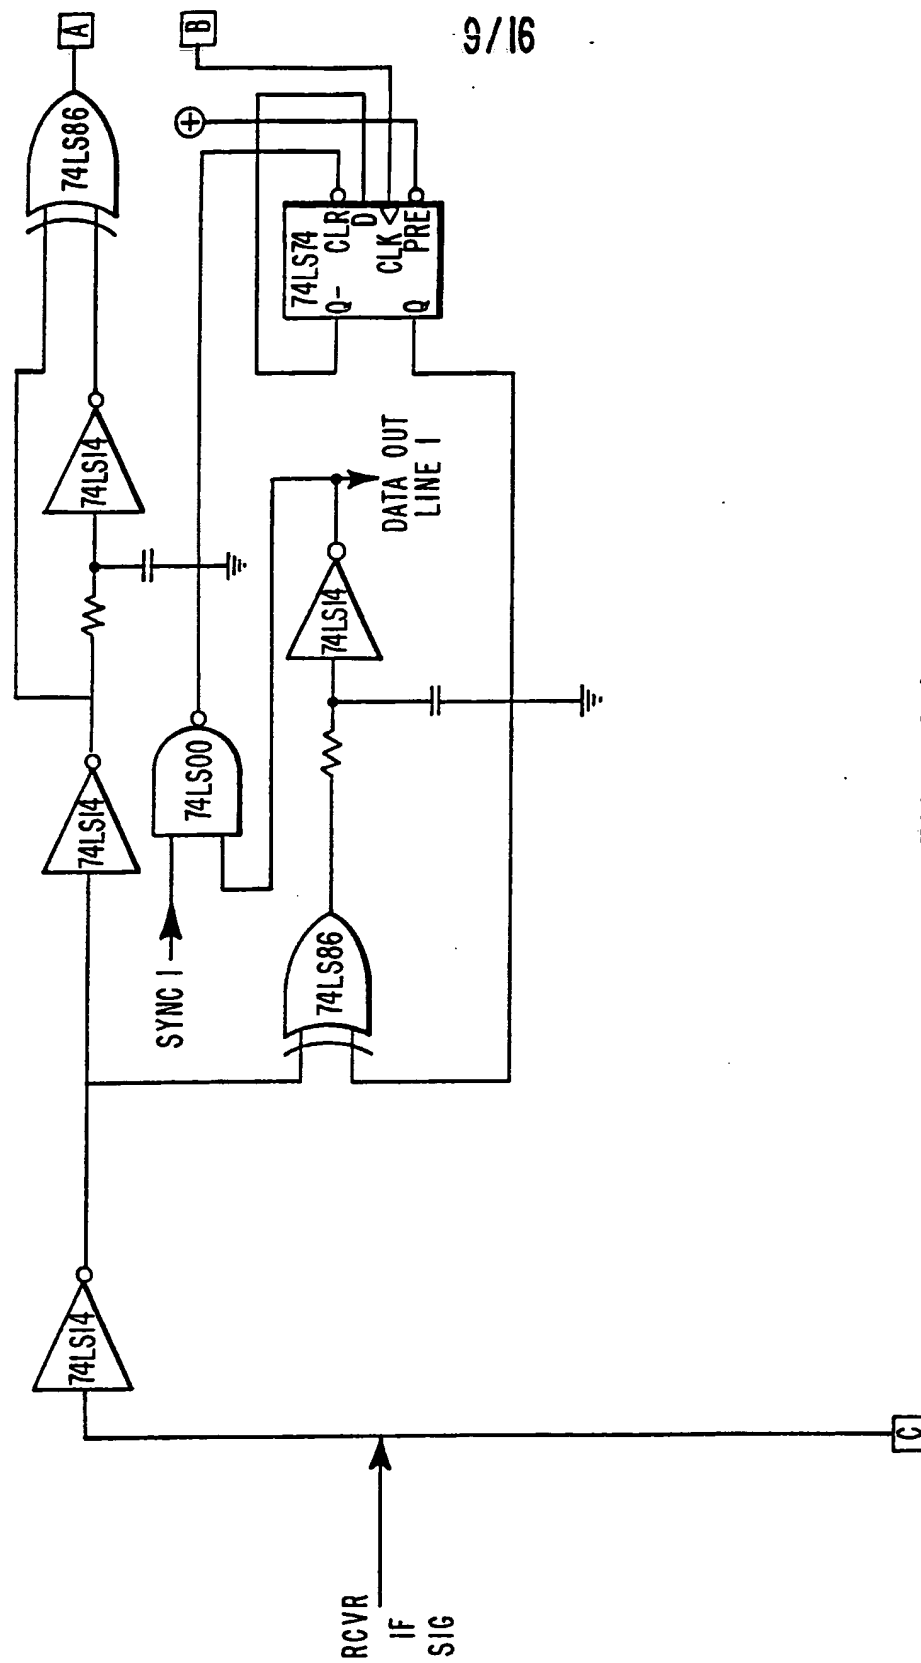 RCVR
IF
SIG
C
74LS14
74LS14
74LS14
74LS86
A
SYNC 1
74LS00
B
74LS86
74LS14
DATA OUT
LINE 1
74LS74
Q-
CLR
D
CLK
Q
PRE
+
6/16